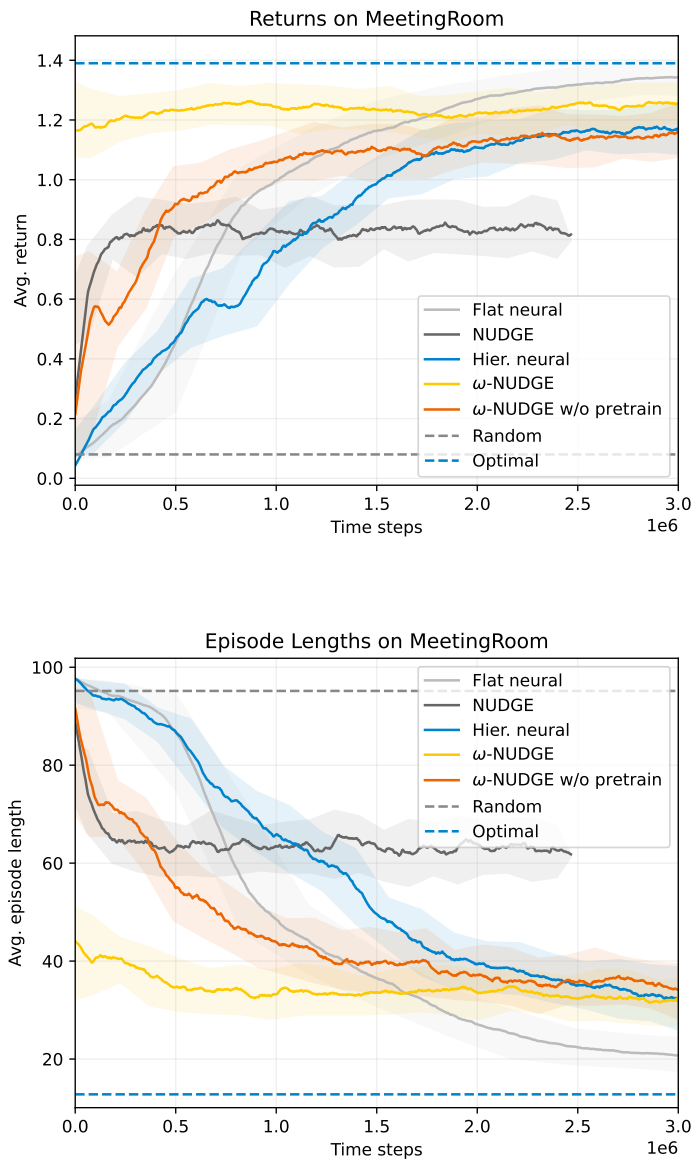 Returns on MeetingRoom
1.4
1.2
1.0
0.8
0.6
0.4
0.2
0.0
Avg. return
Flat neural
NUDGE
Hier. neural
ω-NUDGE
ω-NUDGE w/o pretrain
Random
Optimal
0.0 0.5 1.0 1.5 2.0 2.5 3.0
Time steps
1e6
Episode Lengths on MeetingRoom
100
80
60
40
20
Avg. episode length
Flat neural
NUDGE
Hier. neural
ω-NUDGE
ω-NUDGE w/o pretrain
Random
Optimal
0.0 0.5 1.0 1.5 2.0 2.5 3.0
Time steps
1e6